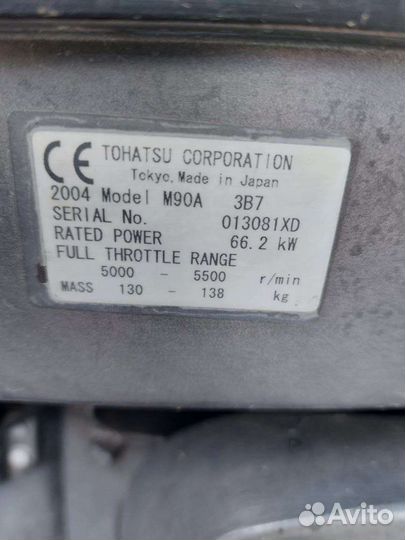 CE TOHATSU CORPORATION
Tokyo, Made in Japan
2004 Model M90A 3B7
SERIAL No. 013081XD
RATED POWER 66.2 kW
FULL THROTTLE RANGE
5000 - 5500 r/min
MASS 130 - 138 kg
Avito